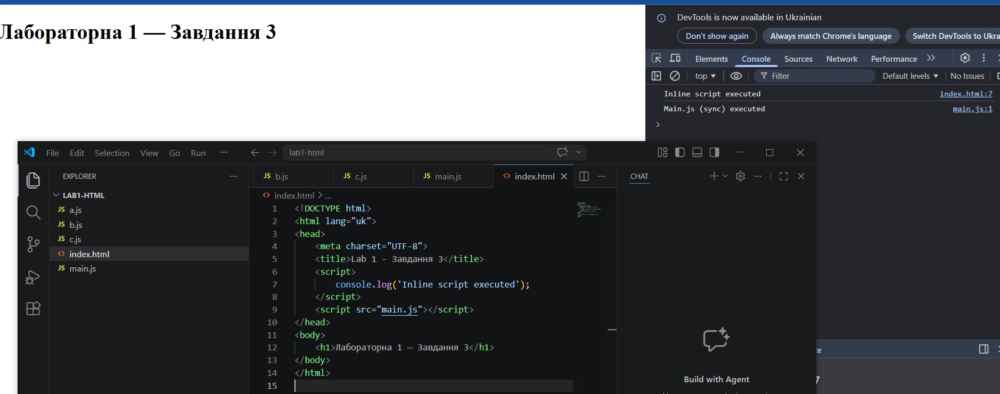 Лабораторна 1 — Завдання 3
DevTools is now available in Ukrainian
Don't show again
Always match Chrome's language
Switch DevTools to Ukra
Elements
Console
Sources
Network
Performance
top
Filter
Default levels
No Issues
Inline script executed index.html:7
Main.js (sync) executed main.js:1
File Edit Selection View Go Run
lab1-html
EXPLORER
LAB1-HTML
JS a.js
JS b.js
JS c.js
<> index.html
JS main.js
JS b.js
JS c.js
JS main.js
<> index.html
<> index.html > ...
1 <!DOCTYPE html>
2 <html lang="uk">
3 <head>
4 <meta charset="UTF-8">
5 <title>Lab 1 - Завдання 3</title>
6 <script>
7 console.log('Inline script executed');
8 </script>
9 <script src="main.js"></script>
10 </head>
11 <body>
12 <h1>Лабораторна 1 — Завдання 3</h1>
13 </body>
14 </html>
15
CHAT
Build with Agent